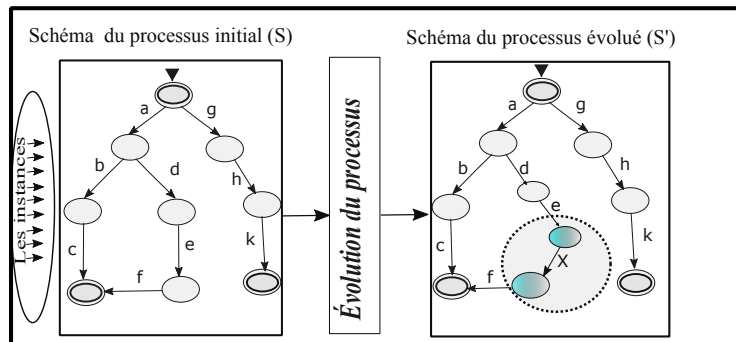 Schéma du processus initial (S)
Schéma du processus évolué (S')
Les instances
a
g
b
d
h
c
e
k
f
Évolution du processus
a
g
b
d
h
e
c
X
k
f